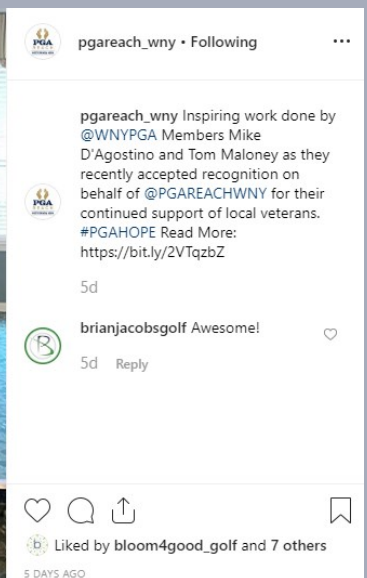 PGA
pgareach_wny • Following
pgareach_wny Inspiring work done by
@WNYPGA Members Mike
D'Agostino and Tom Maloney as they
recently accepted recognition on
PGA
behalf of @PGAREACHWNY for their
continued support of local veterans.
#PGAHOPE Read More:
https://bit.ly/2VTqzbZ
5d
brianjacobsgolf Awesome!
B
5d Reply
b Liked by bloom4good_golf and 7 others
5 DAYS AGO